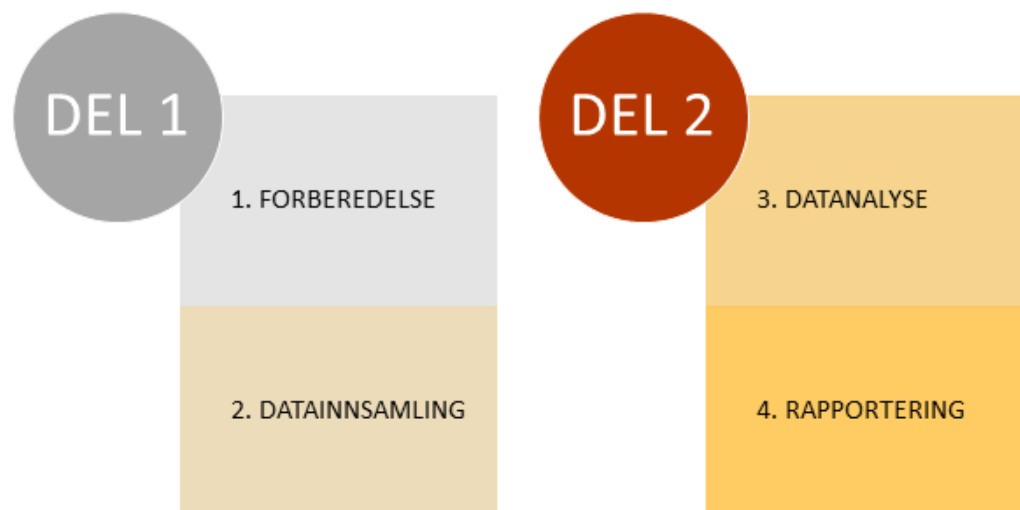 DEL 1
1. FORBEREDELSE
2. DATAINNSAMLING
DEL 2
3. DATANALYSE
4. RAPPORTERING